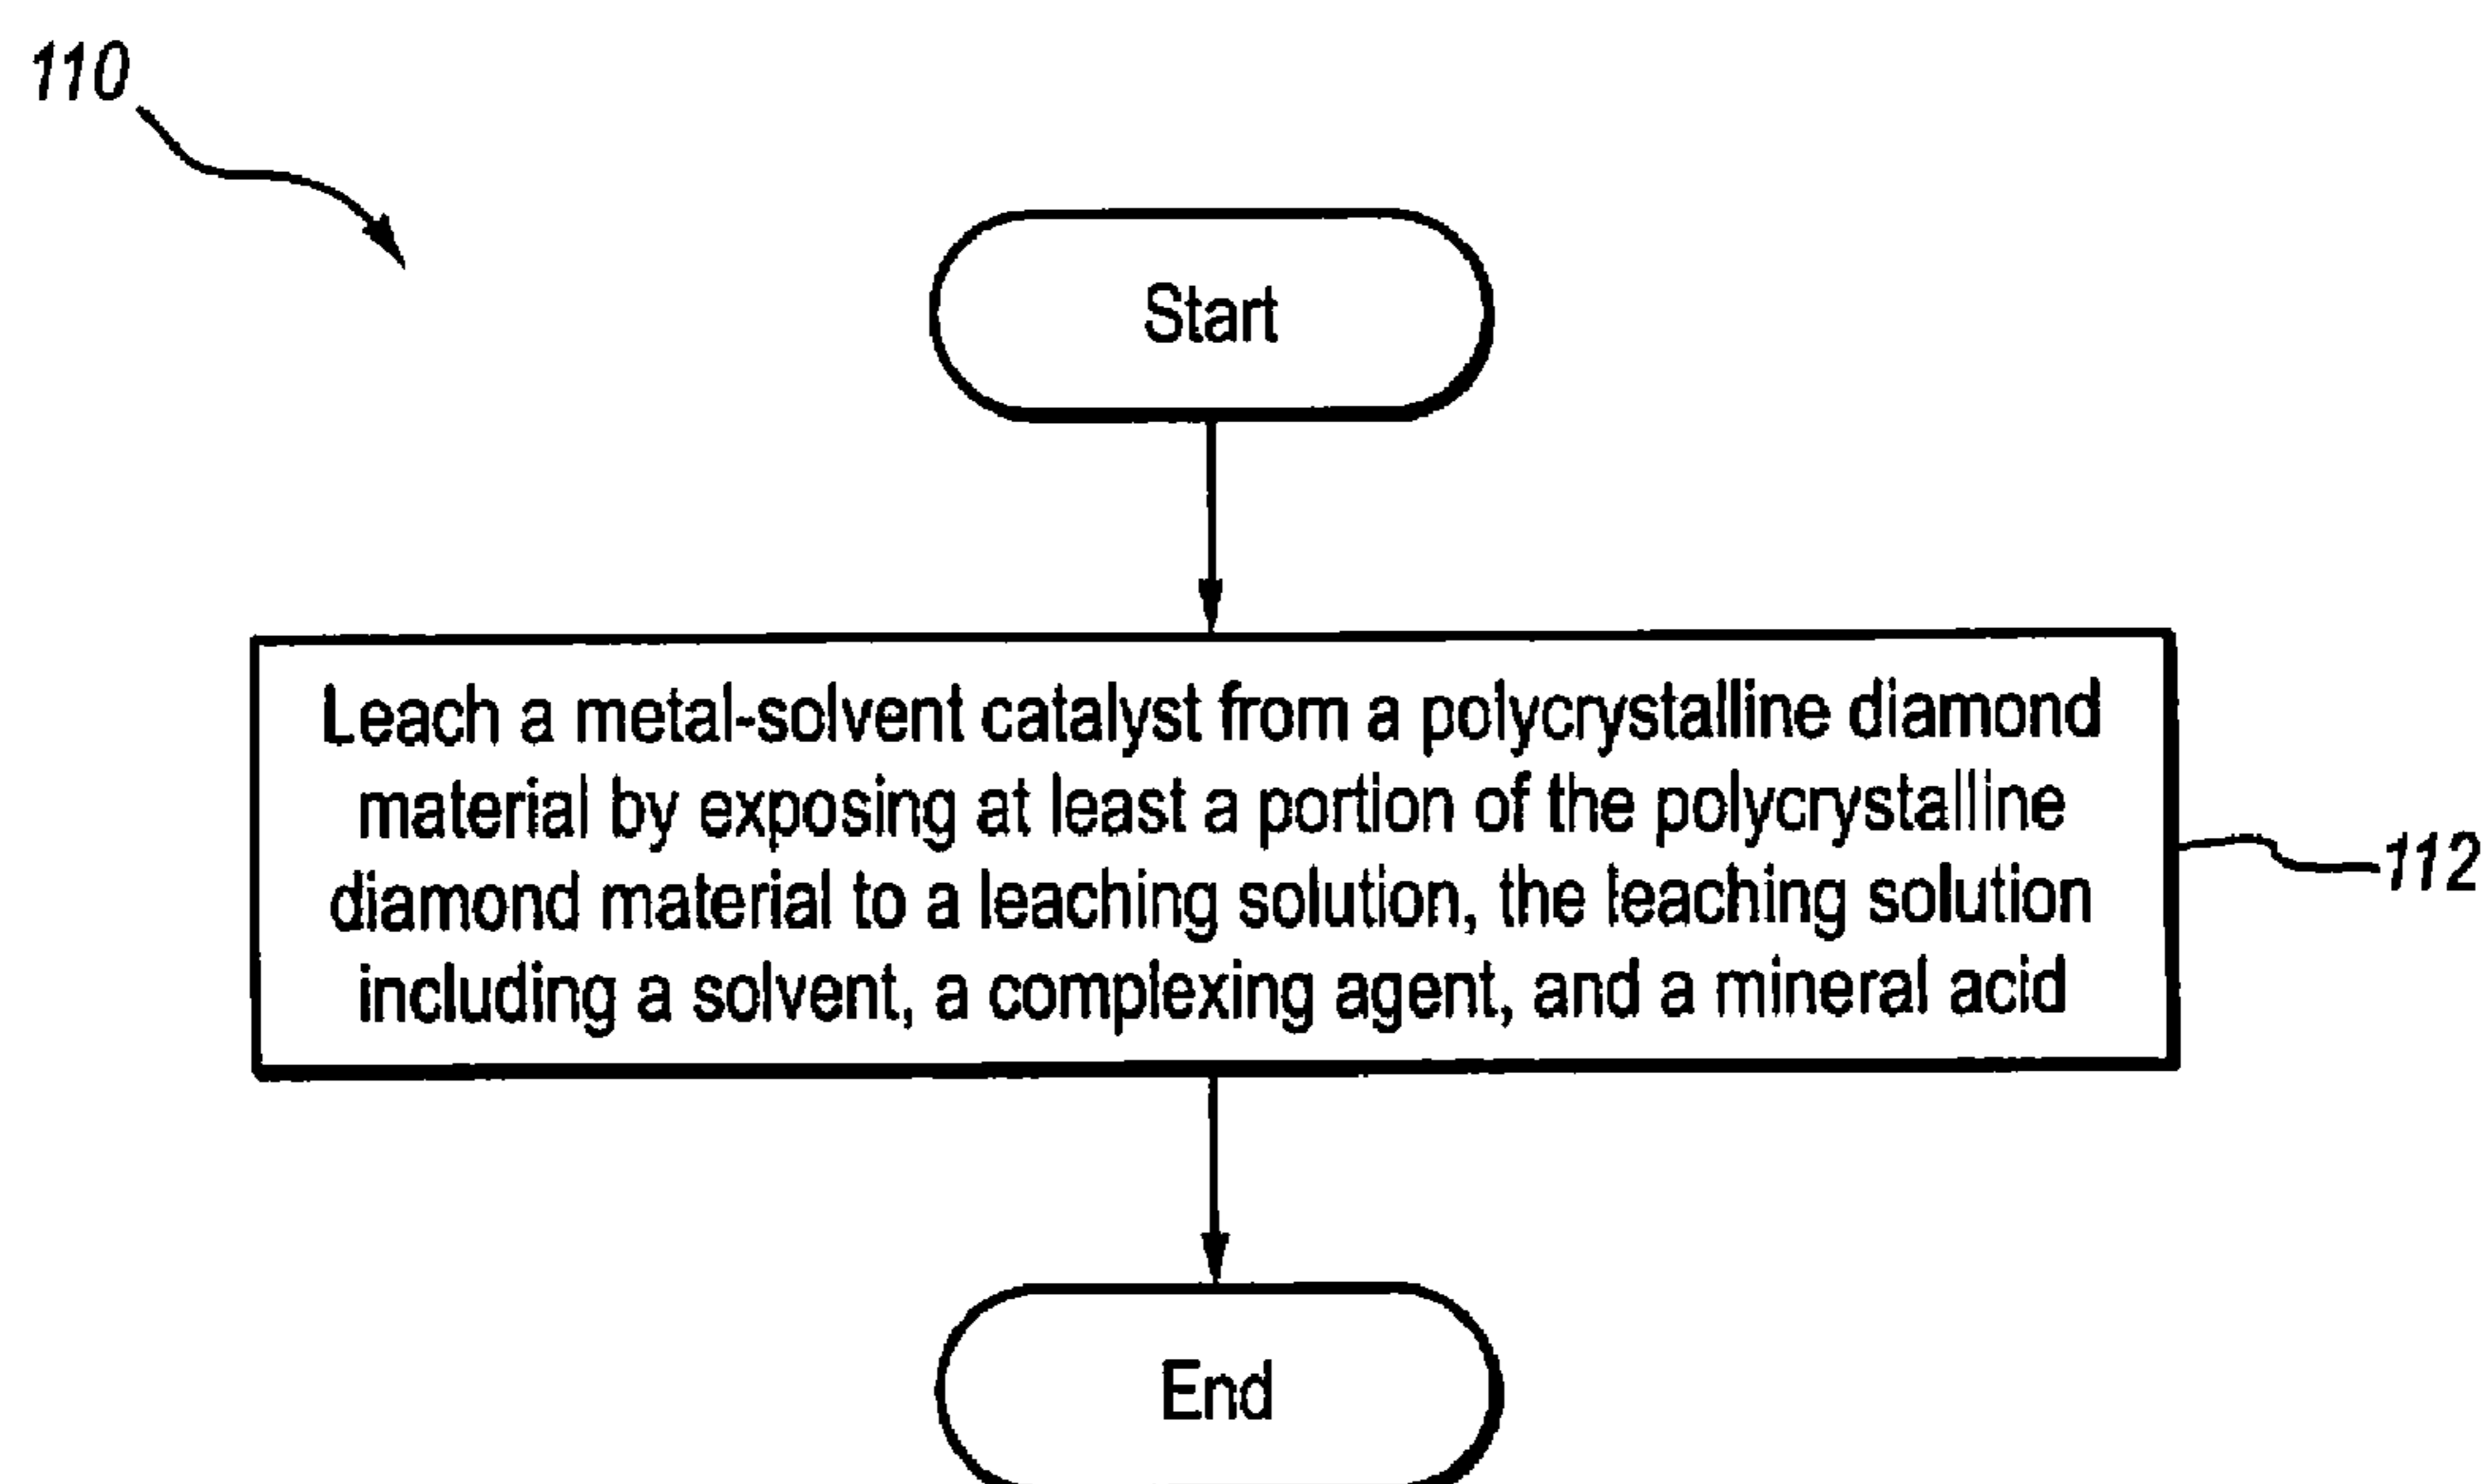 110
Start
Leach a metal-solvent catalyst from a polycrystalline diamond
material by exposing at least a portion of the polycrystalline
diamond material to a leaching solution, the leaching solution
including a solvent, a complexing agent, and a mineral acid
112
End